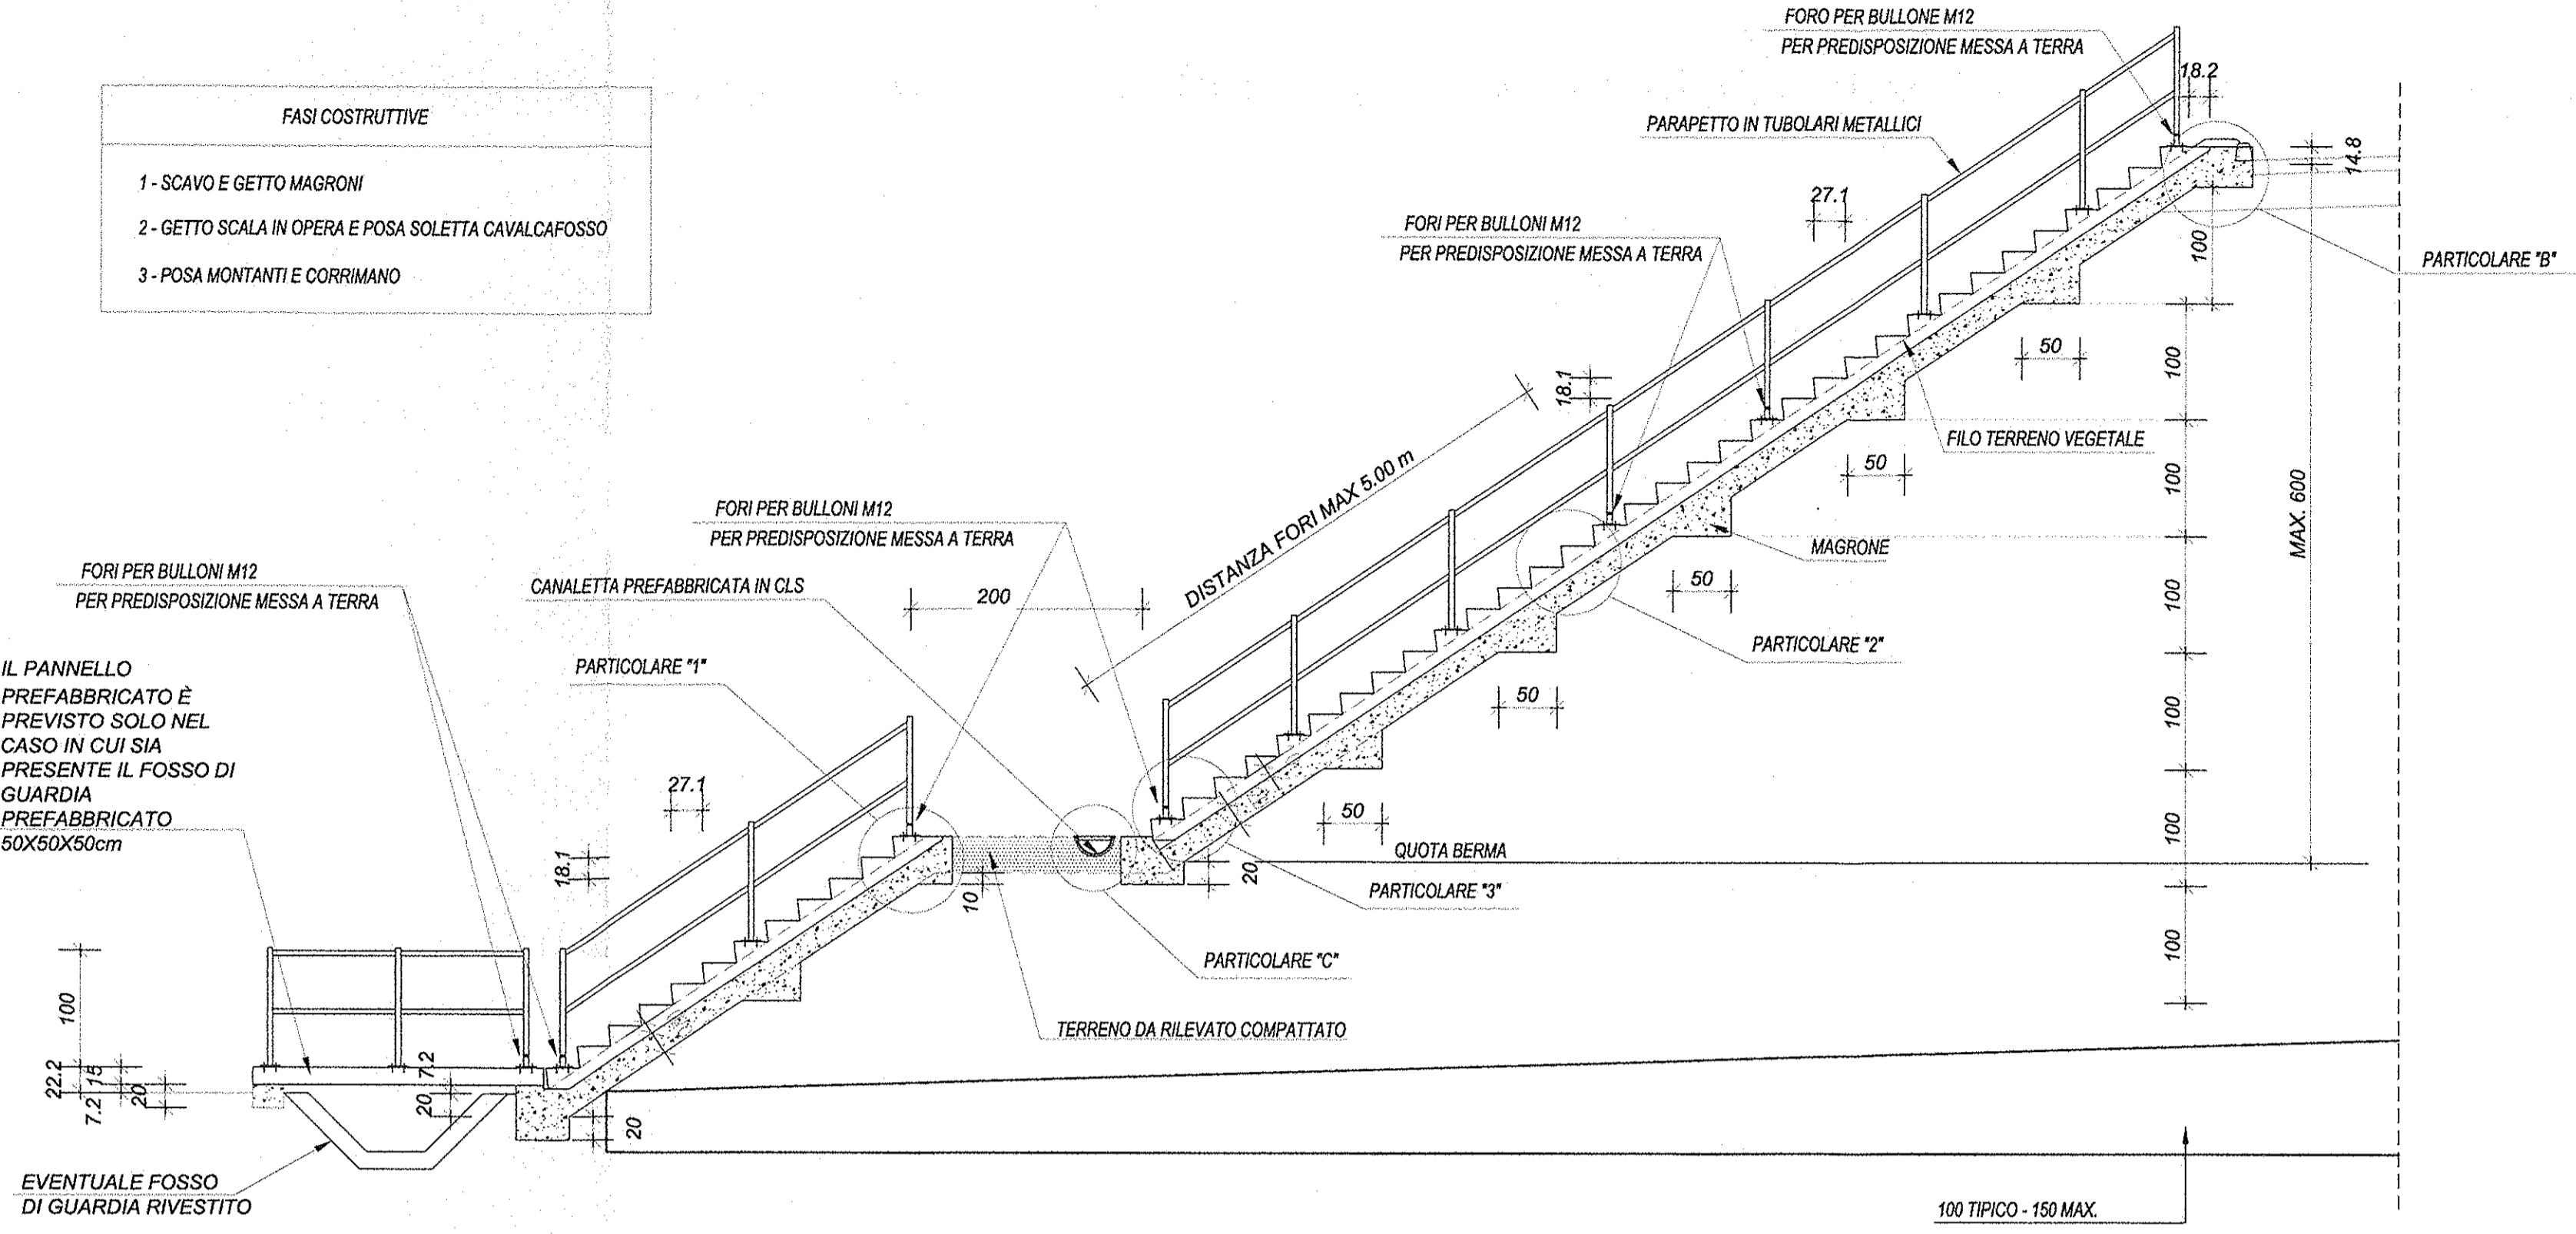 FASI COSTRUTTIVE
1 - SCAVO E GETTO MAGRONI
2 - GETTO SCALA IN OPERA E POSA SOLETTA CAVALCAFOSSO
3 - POSA MONTANTI E CORRIMANO
FORO PER BULLONE M12
PER PREDISPOSIZIONE MESSA A TERRA
18.2
PARAPETTO IN TUBOLARI METALLICI
14.8
27.1
FORI PER BULLONI M12
PER PREDISPOSIZIONE MESSA A TERRA
100
PARTICOLARE "B"
50
100
18.1
FILO TERRENO VEGETALE
50
100
MAX. 600
DISTANZA FORI MAX 5.00 m
FORI PER BULLONI M12
PER PREDISPOSIZIONE MESSA A TERRA
MAGRONE
FORI PER BULLONI M12
PER PREDISPOSIZIONE MESSA A TERRA
CANALETTA PREFABBRICATA IN CLS
200
50
100
PARTICOLARE "2"
IL PANNELLO
PREFABBRICATO È
PREVISTO SOLO NEL
CASO IN CUI SIA
PRESENTE IL FOSSO DI
GUARDIA
PREFABBRICATO
50X50X50cm
PARTICOLARE "1"
50
100
27.1
50
100
18.1
QUOTA BERMA
20
10
PARTICOLARE "3"
PARTICOLARE "C"
100
TERRENO DA RILEVATO COMPATTATO
100
22.2
15
7.2
20
7.2
20
20
EVENTUALE FOSSO
DI GUARDIA RIVESTITO
100 TIPICO - 150 MAX.